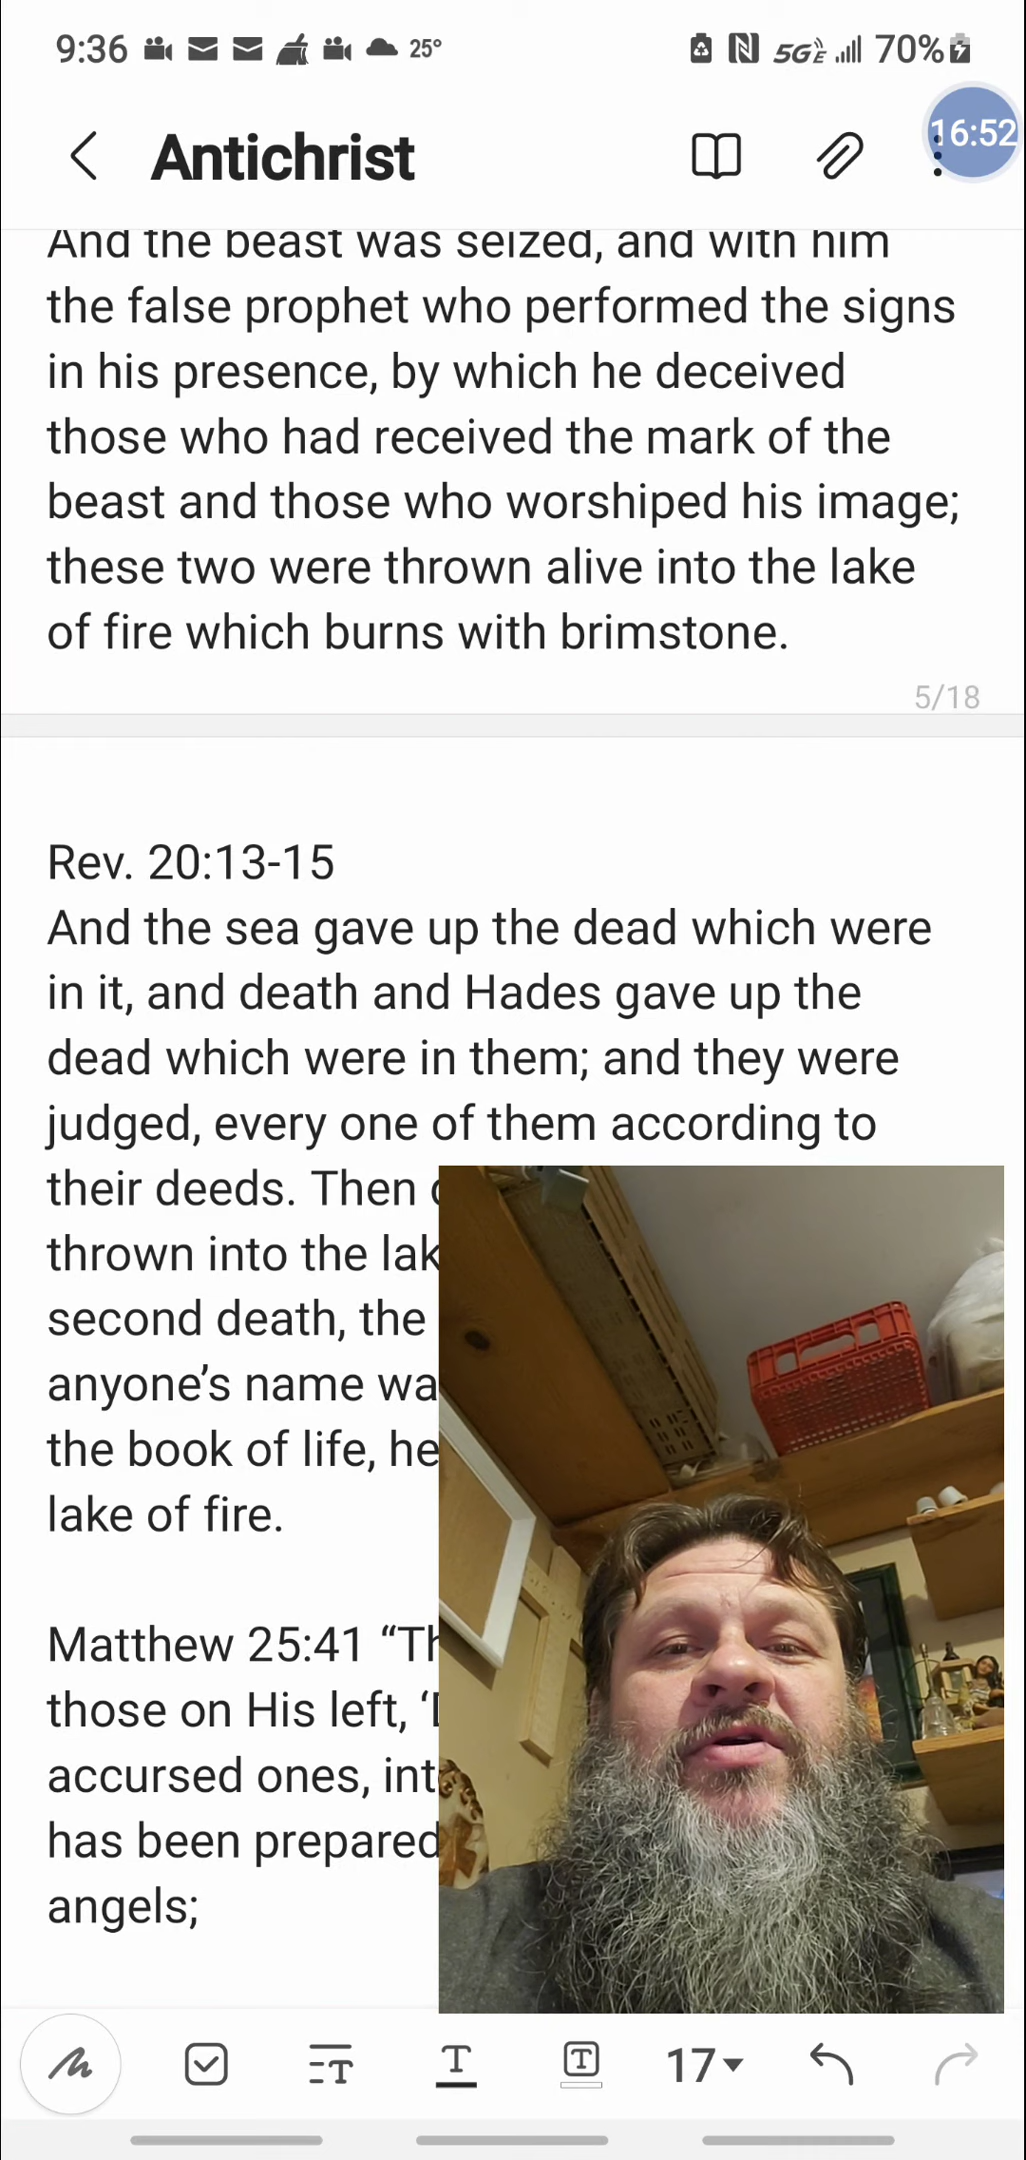 9:36 25° 5GE 70%
16:52
Antichrist
And the beast was seized, and with him
the false prophet who performed the signs
in his presence, by which he deceived
those who had received the mark of the
beast and those who worshiped his image;
these two were thrown alive into the lake
of fire which burns with brimstone.
5/18
Rev. 20:13-15
And the sea gave up the dead which were
in it, and death and Hades gave up the
dead which were in them; and they were
judged, every one of them according to
their deeds. Then
thrown into the lak
second death, the
anyone’s name wa
the book of life, he
lake of fire.
Matthew 25:41 “Th
those on His left, ‘
accursed ones, int
has been prepared
angels;
17